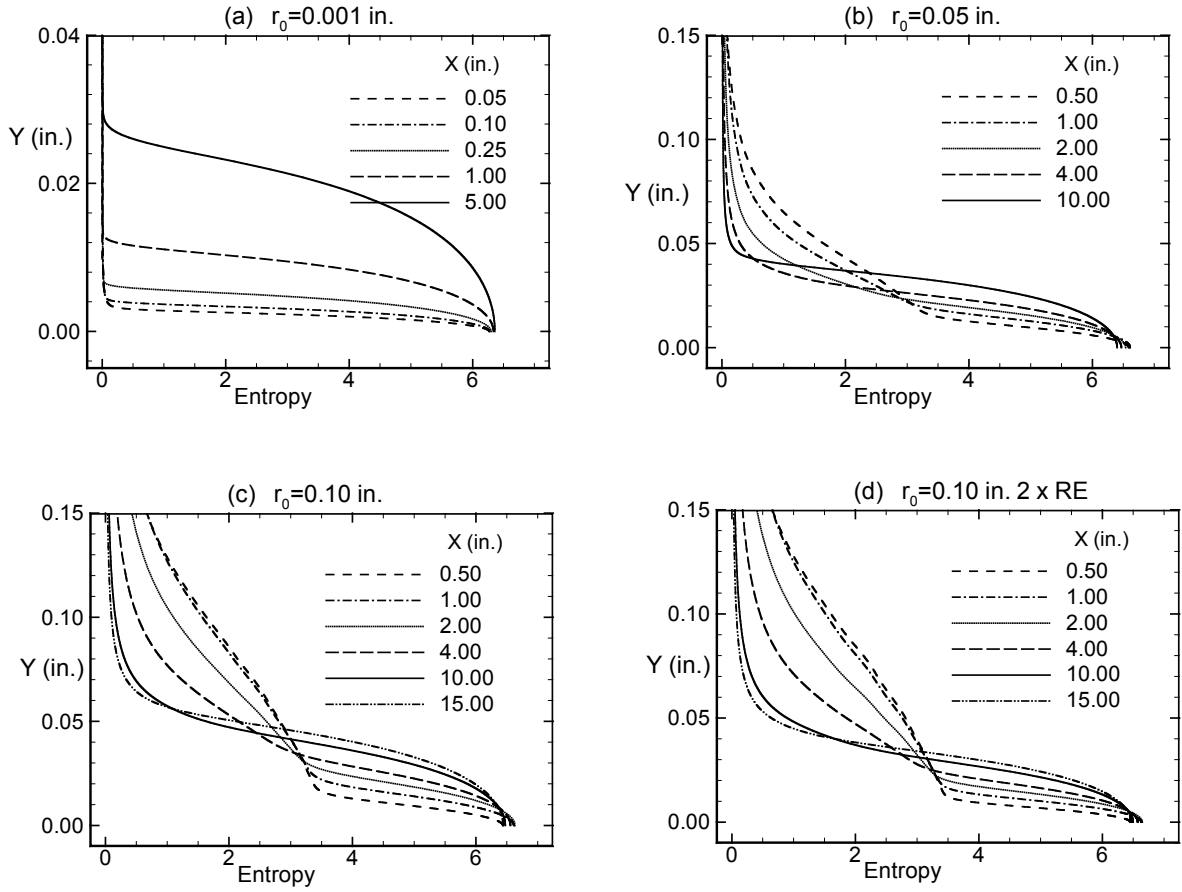 (a) r0=0.001 in.
0.04
X (in.)
0.05
0.10
Y (in.)
0.25
0.02
1.00
5.00
0.00
0 2 4 6
Entropy
(b) r0=0.05 in.
0.15
X (in.)
0.50
1.00
0.10
2.00
4.00
Y (in.)
10.00
0.05
0.00
0 2 4 6
Entropy
(c) r0=0.10 in.
0.15
X (in.)
0.50
1.00
0.10
2.00
4.00
Y (in.)
10.00
15.00
0.05
0.00
0 2 4 6
Entropy
(d) r0=0.10 in. 2 x RE
0.15
X (in.)
0.50
1.00
0.10
2.00
4.00
Y (in.)
10.00
15.00
0.05
0.00
0 2 4 6
Entropy